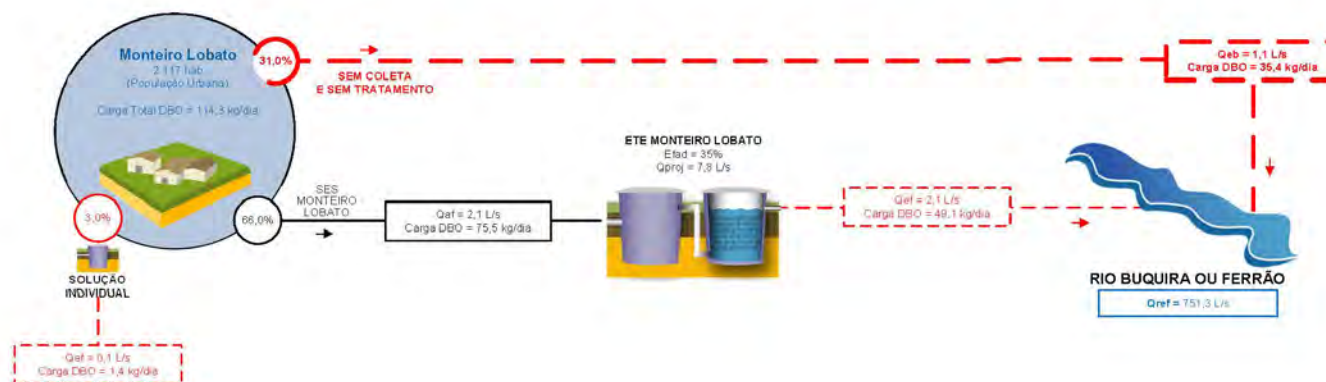 Monteiro Lobato
2.117 hab
(População Urbana)
Carga Total DBO = 114,3 kg/dia
31,0%
SEM COLETA
E SEM TRATAMENTO
Qeb = 1,1 L/s
Carga DBO = 35,4 kg/dia
3,0%
66,0%
SES
MONTEIRO
LOBATO
Qaf = 2,1 L/s
Carga DBO = 75,5 kg/dia
ETE MONTEIRO LOBATO
Efad = 35%
Qproj = 7,8 L/s
Qef = 2,1 L/s
Carga DBO = 49,1 kg/dia
RIO BUQUIRA OU FERRÃO
Qref = 751,3 L/s
SOLUÇÃO
INDIVIDUAL
Qef = 0,1 L/s
Carga DBO = 1,4 kg/dia